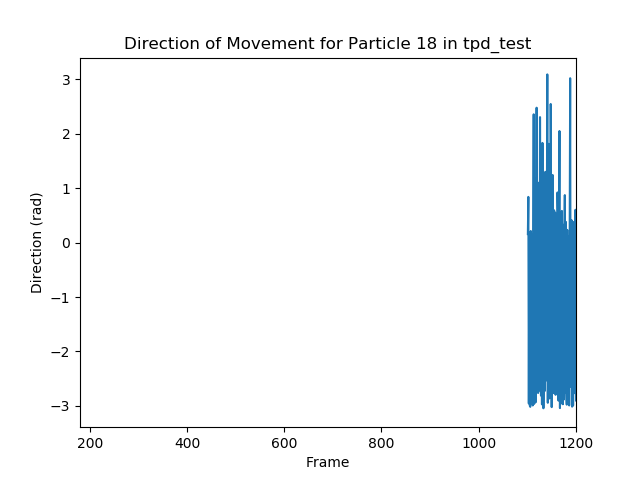 Direction of Movement for Particle 18 in tpd_test
3
2
1
0
−1
−2
−3
Direction (rad)
200 400 600 800 1000 1200
Frame